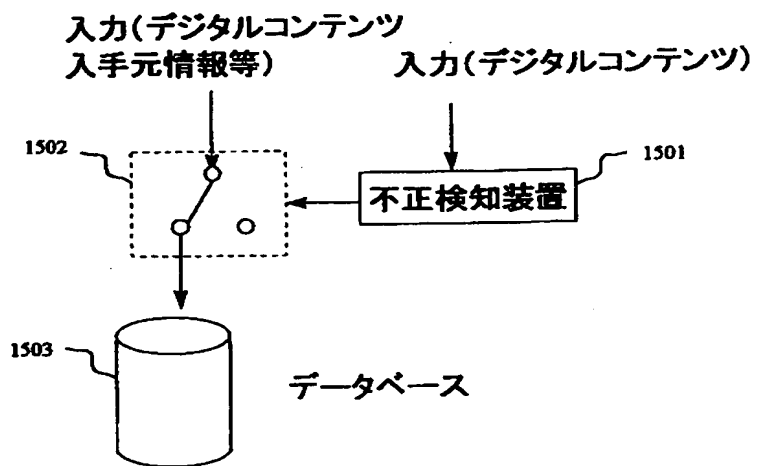 入力(デジタルコンテンツ
入手元情報等)
入力(デジタルコンテンツ)
1502
1501
不正検知装置
1503
データベース